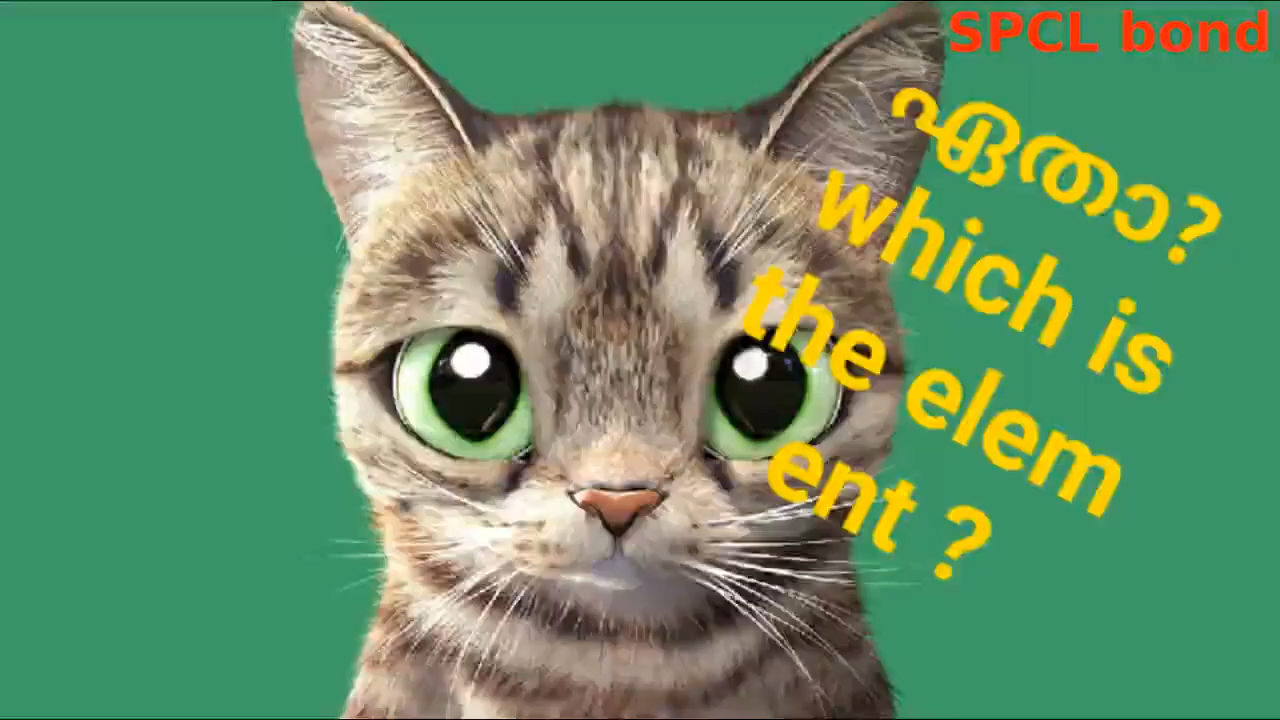 SPCL bond
ഏതാ?
which is
the elem
ent ?